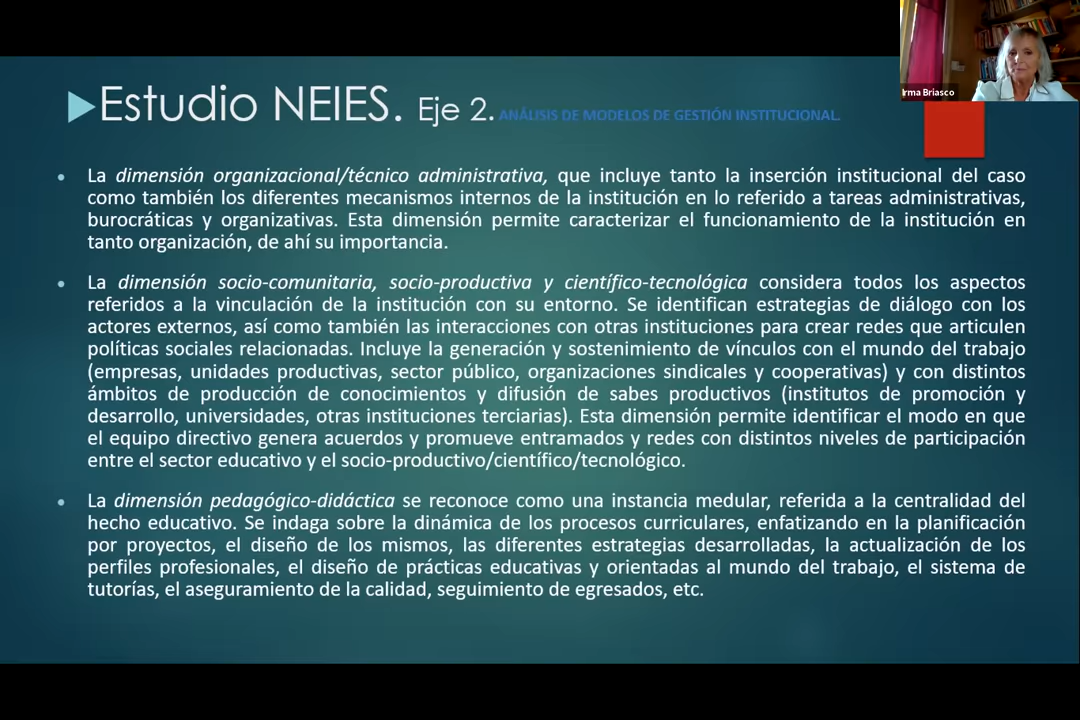 Irma Briasco
Estudio NEIES. Eje 2. ANÁLISIS DE MODELOS DE GESTIÓN INSTITUCIONAL.
• La dimensión organizacional/técnico administrativa, que incluye tanto la inserción institucional del caso
como también los diferentes mecanismos internos de la institución en lo referido a tareas administrativas,
burocráticas y organizativas. Esta dimensión permite caracterizar el funcionamiento de la institución en
tanto organización, de ahí su importancia.
• La dimensión socio-comunitaria, socio-productiva y científico-tecnológica considera todos los aspectos
referidos a la vinculación de la institución con su entorno. Se identifican estrategias de diálogo con los
actores externos, así como también las interacciones con otras instituciones para crear redes que articulen
políticas sociales relacionadas. Incluye la generación y sostenimiento de vínculos con el mundo del trabajo
(empresas, unidades productivas, sector público, organizaciones sindicales y cooperativas) y con distintos
ámbitos de producción de conocimientos y difusión de sabes productivos (institutos de promoción y
desarrollo, universidades, otras instituciones terciarias). Esta dimensión permite identificar el modo en que
el equipo directivo genera acuerdos y promueve entramados y redes con distintos niveles de participación
entre el sector educativo y el socio-productivo/científico/tecnológico.
• La dimensión pedagógico-didáctica se reconoce como una instancia medular, referida a la centralidad del
hecho educativo. Se indaga sobre la dinámica de los procesos curriculares, enfatizando en la planificación
por proyectos, el diseño de los mismos, las diferentes estrategias desarrolladas, la actualización de los
perfiles profesionales, el diseño de prácticas educativas y orientadas al mundo del trabajo, el sistema de
tutorías, el aseguramiento de la calidad, seguimiento de egresados, etc.